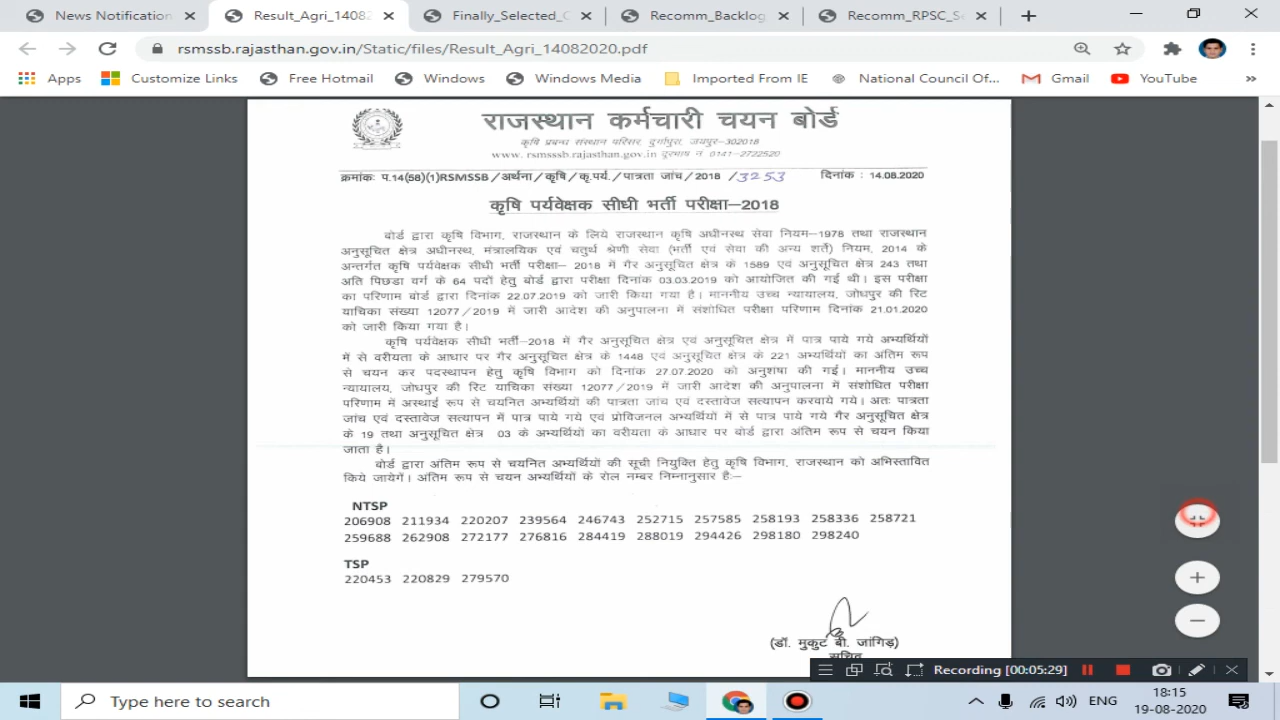 News Notification
Result_Agri_14082020
Finally_Selected_C
Recomm_Backlog
Recomm_RPSC_Se
rsmssb.rajasthan.gov.in/Static/files/Result_Agri_14082020.pdf
Apps Customize Links Free Hotmail Windows Windows Media Imported From IE National Council Of... Gmail YouTube »
राजस्थान कर्मचारी चयन बोर्ड
कृषि प्रबन्ध संस्थान परिसर, दुर्गापुरा, जयपुर-302018
www. rsmsssb.rajasthan.gov.in दूरभाष नं. 0141-2722520
क्रमांकः प.14(58)(1)RSMSSB/अर्थना/कृषि/कृ.पर्य./पात्रता जांच/2018 /3253 दिनांक : 14.08.2020
कृषि पर्यवेक्षक सीधी भर्ती परीक्षा-2018
बोर्ड द्वारा कृषि विभाग, राजस्थान के लिये राजस्थान कृषि अधीनस्थ सेवा नियम-1978 तथा राजस्थान
अनुसूचित क्षेत्र अधीनस्थ, मंत्रालयिक एवं चतुर्थ श्रेणी सेवा (भर्ती एवं सेवा की अन्य शर्तें) नियम, 2014 के
अन्तर्गत कृषि पर्यवेक्षक सीधी भर्ती परीक्षा- 2018 में गैर अनुसूचित क्षेत्र के 1589 एवं अनुसूचित क्षेत्र 243 तथा
अति पिछडा वर्ग के 64 पदों हेतु बोर्ड द्वारा परीक्षा दिनांक 03.03.2019 को आयोजित की गई थी। इस परीक्षा
का परिणाम बोर्ड द्वारा दिनांक 22.07.2019 को जारी किया गया है। माननीय उच्च न्यायालय, जोधपुर की रिट
याचिका संख्या 12077/2019 में जारी आदेश की अनुपालना में संशोधित परीक्षा परिणाम दिनांक 21.01.2020
को जारी किया गया है।
कृषि पर्यवेक्षक सीधी भर्ती-2018 में गैर अनुसूचित क्षेत्र एवं अनुसूचित क्षेत्र में पात्र पाये गये अभ्यर्थियों
में से वरीयता के आधार पर गैर अनुसूचित क्षेत्र के 1448 एवं अनुसूचित क्षेत्र के 221 अभ्यर्थियों का अंतिम रूप
से चयन कर पदस्थापन हेतु कृषि विभाग को दिनांक 27.07.2020 को अनुशंषा की गई। माननीय उच्च
न्यायालय, जोधपुर की रिट याचिका संख्या 12077/2019 में जारी आदेश की अनुपालना में संशोधित परीक्षा
परिणाम में अस्थाई रूप से चयनित अभ्यर्थियों की पात्रता जांच एवं दस्तावेज सत्यापन करवाये गये। अतः पात्रता
जांच एवं दस्तावेज सत्यापन में पात्र पाये गये एवं प्रोविजनल अभ्यर्थियों में से पात्र पाये गये गैर अनुसूचित क्षेत्र
के 19 तथा अनुसूचित क्षेत्र 03 के अभ्यर्थियों का वरीयता के आधार पर बोर्ड द्वारा अंतिम रूप से चयन किया
जाता है।
बोर्ड द्वारा अंतिम रूप से चयनित अभ्यर्थियों की सूची नियुक्ति हेतु कृषि विभाग, राजस्थान को अभिस्तावित
किये जायेगें। अंतिम रूप से चयन अभ्यर्थियों के रोल नम्बर निम्नानुसार हैः-
NTSP
206908 211934 220207 239564 246743 252715 257585 258193 258336 258721
259688 262908 272177 276816 284419 288019 294426 298180 298240
TSP
220453 220829 279570
(डॉ. मुकुट बी. जांगिड़)
सचिव
Recording [00:05:29]
Type here to search
ENG
18:15
19-08-2020